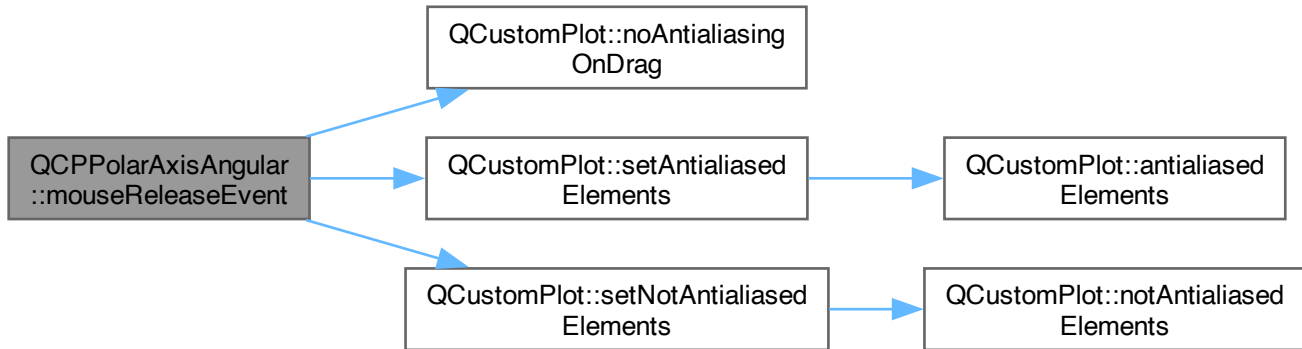 QCustomPlot::noAntialiasing
OnDrag
QCPPolarAxisAngular
::mouseReleaseEvent
QCustomPlot::setAntialiased
Elements
QCustomPlot::antialiased
Elements
QCustomPlot::setNotAntialiased
Elements
QCustomPlot::notAntialiased
Elements